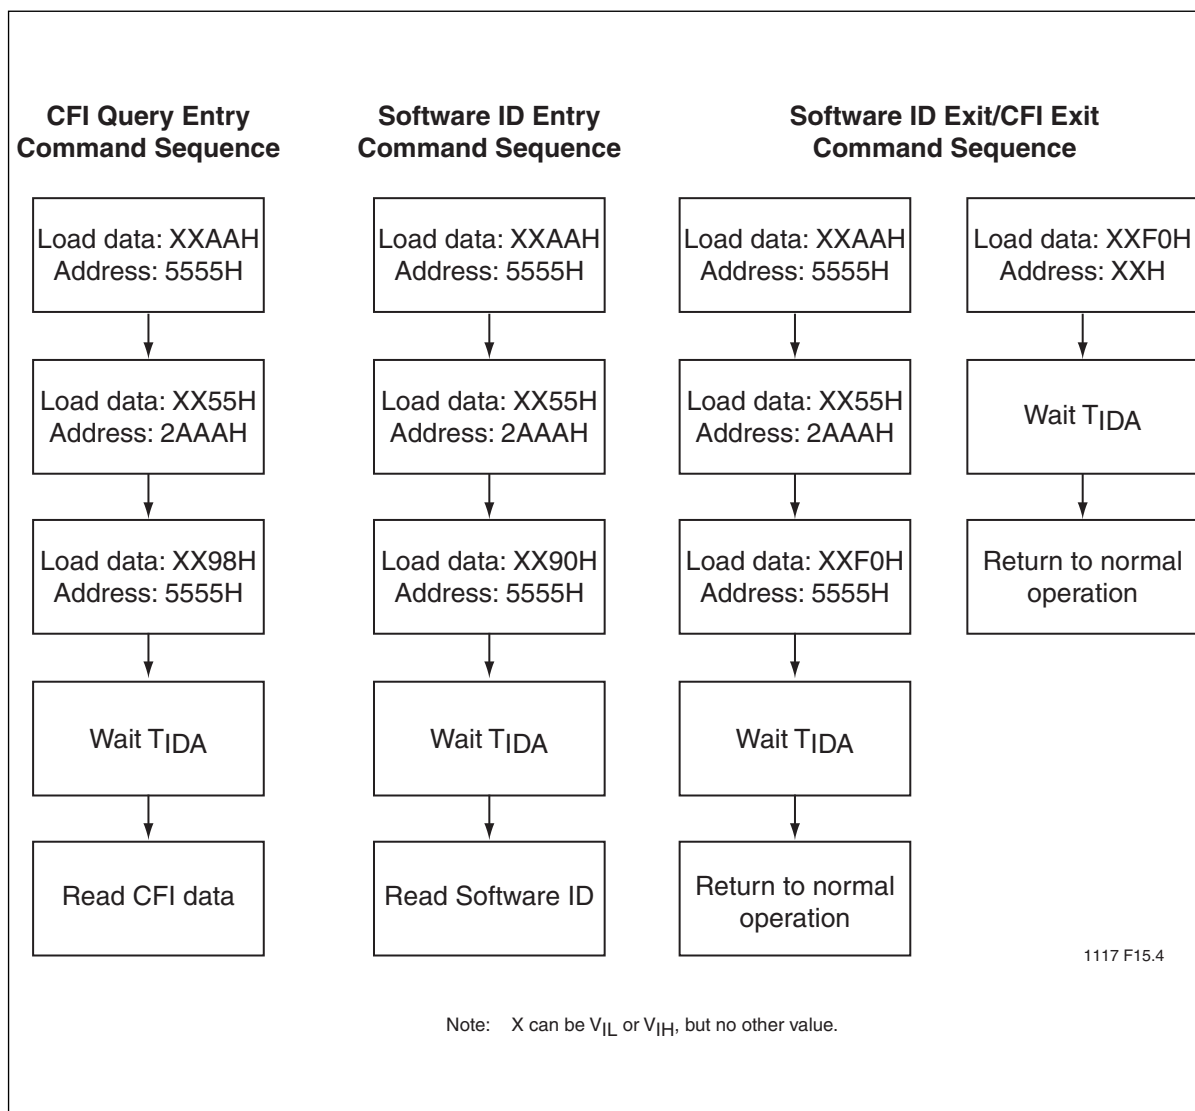 CFI Query Entry
Command Sequence
Load data: XXAAH
Address: 5555H
Load data: XX55H
Address: 2AAAH
Load data: XX98H
Address: 5555H
Wait TIDA
Read CFI data
Software ID Entry
Command Sequence
Load data: XXAAH
Address: 5555H
Load data: XX55H
Address: 2AAAH
Load data: XX90H
Address: 5555H
Wait TIDA
Read Software ID
Software ID Exit/CFI Exit
Command Sequence
Load data: XXAAH
Address: 5555H
Load data: XX55H
Address: 2AAAH
Load data: XXF0H
Address: 5555H
Wait TIDA
Return to normal
operation
Load data: XXF0H
Address: XXH
Wait TIDA
Return to normal
operation
1117 F15.4
Note: X can be VIL or VIH, but no other value.